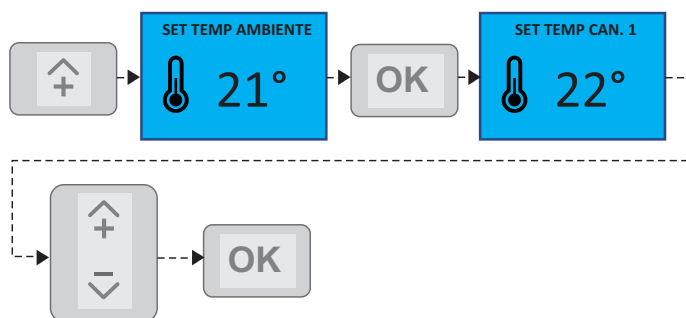 SET TEMP AMBIENTE
21°
OK
SET TEMP CAN. 1
22°
+
+
−
OK